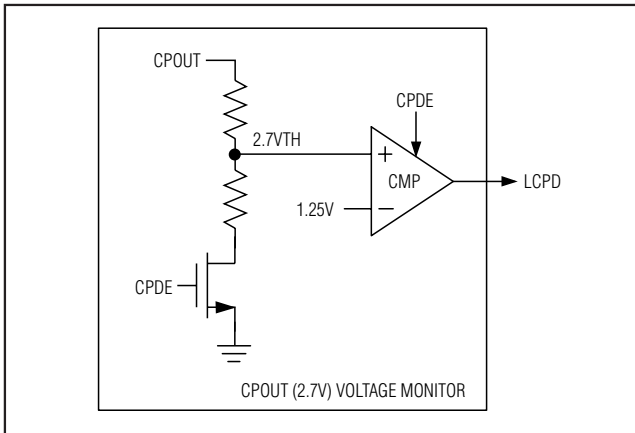 CPOUT
CPDE
2.7VTH
+
CMP
LCPD
1.25V
−
CPDE
CPOUT (2.7V) VOLTAGE MONITOR